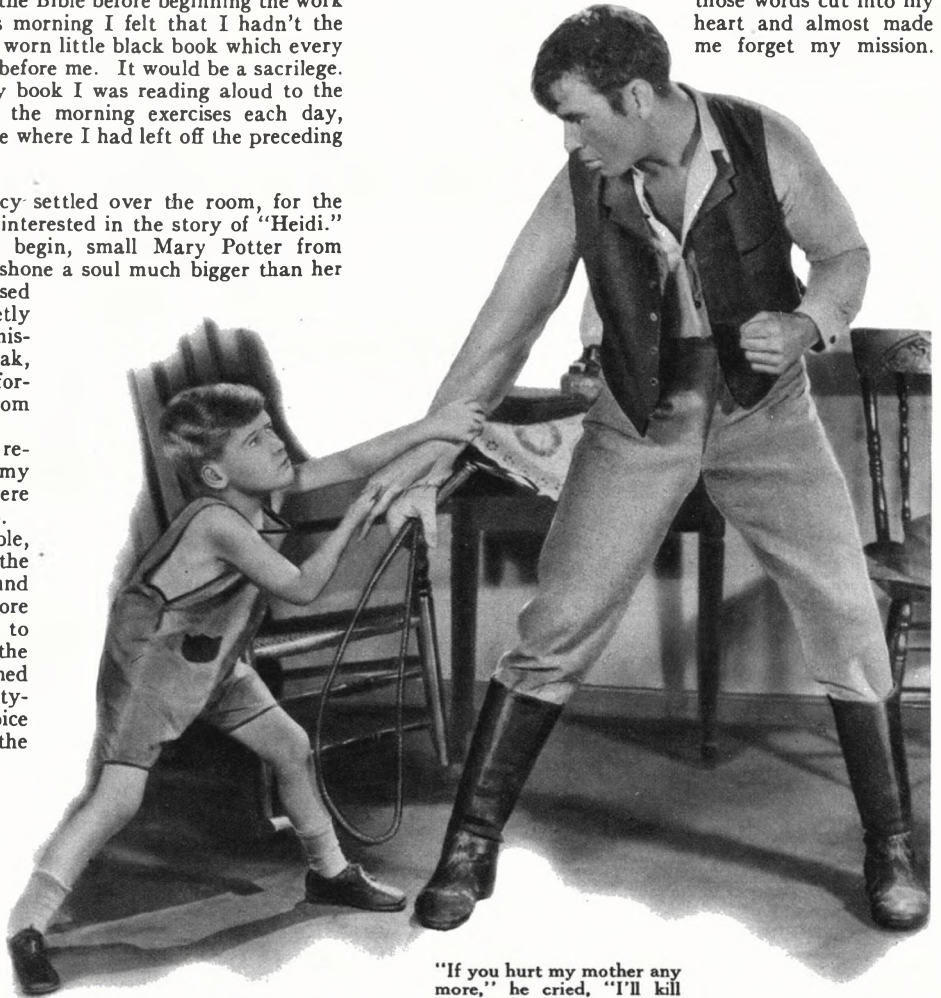 the Bible before beginning the work
morning I felt that I hadn't the
worn little black book which every
before me. It would be a sacrilege.
book I was reading aloud to the
the morning exercises each day,
where I had left off the preceding
settled over the room, for the
interested in the story of "Heidi."
begin, small Mary Potter from
shone a soul much bigger than her
sed
etly
his-
ak,
for-
om
re-
my
ere
.
ble,
the
and
ore
to
the
ned
ty-
oice
the
those words cut into my
heart and almost made
me forget my mission.
"If you hurt my mother any
more," he cried, "I'll kill